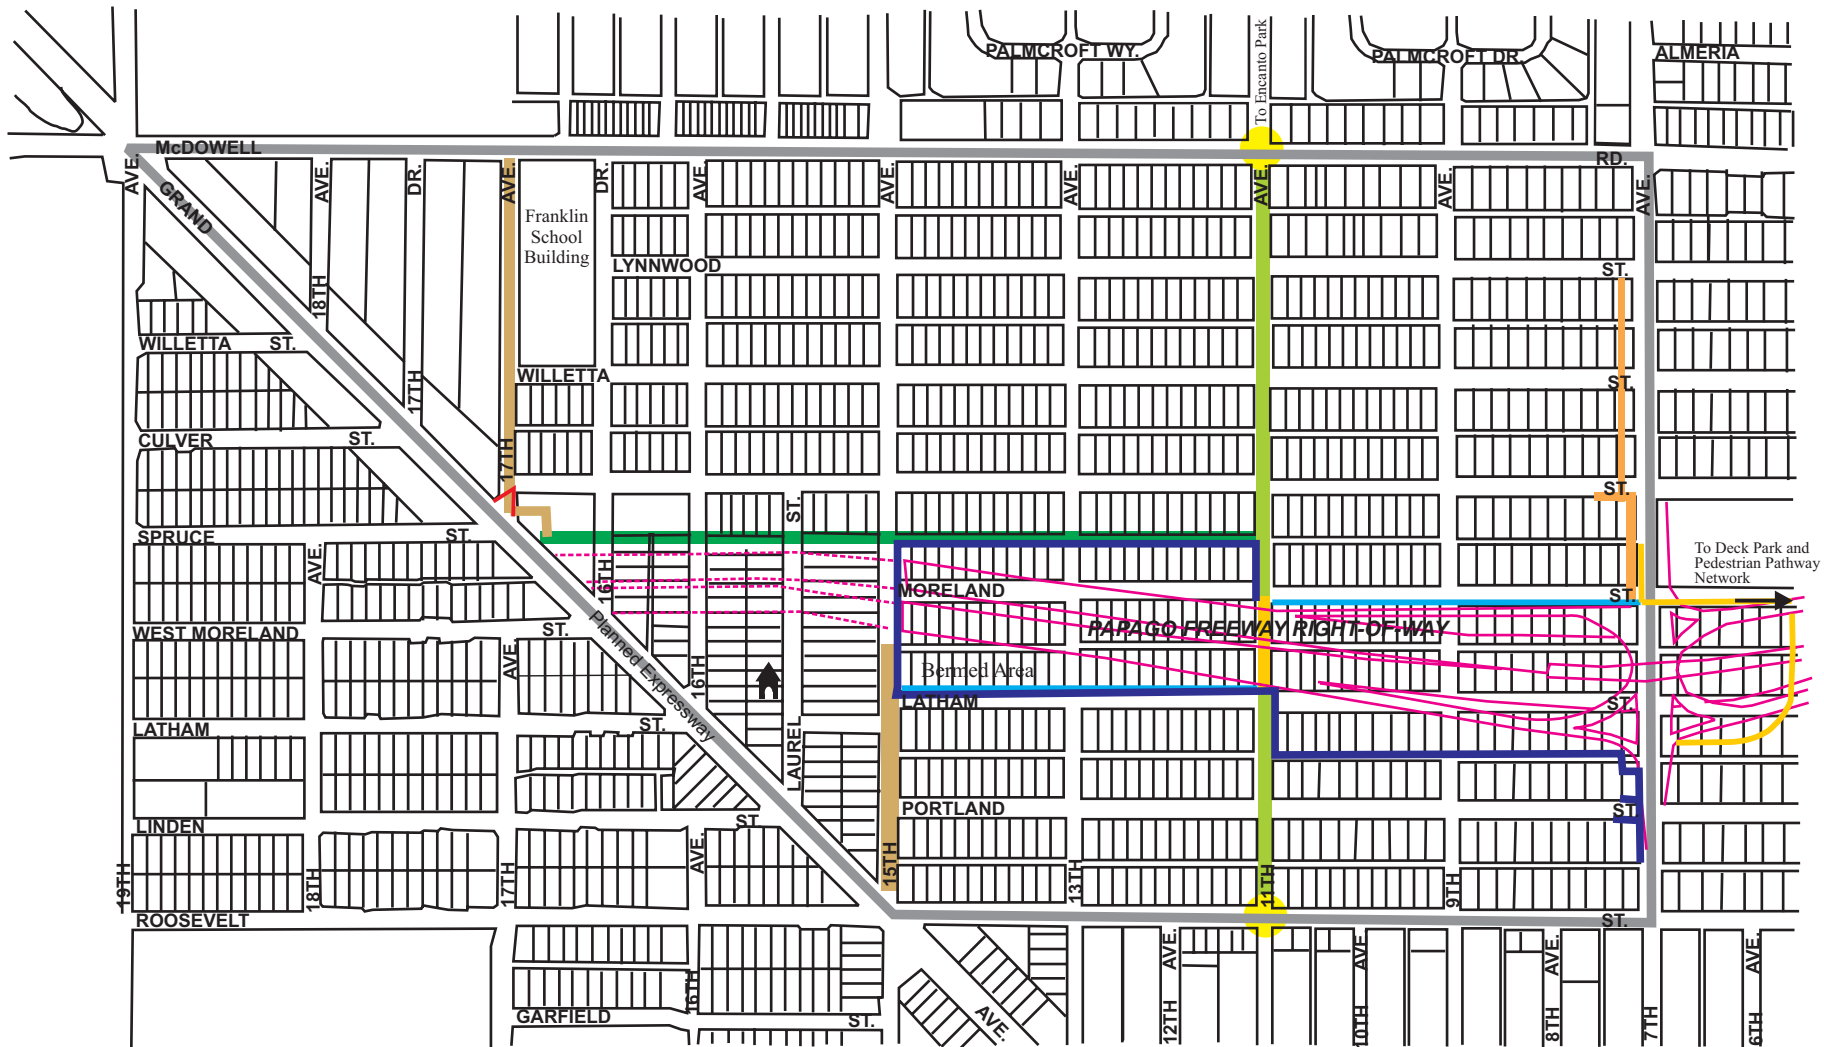 PALMCROFT WY.
To Encanto Park
PALMCROFT DR.
ALMERIA
McDOWELL
RD.
AVE.
GRAND
AVE.
DR.
AVE.
DR.
AVE.
AVE.
AVE.
AVE.
AVE.
AVE.
Franklin
School
Building
LYNNWOOD
ST.
18TH
WILLETTA
ST.
17TH
WILLETTA
ST.
CULVER
ST.
17TH
ST.
ST.
SPRUCE
ST.
AVE.
16TH
MORELAND
ST.
To Deck Park and
Pedestrian Pathway
Network
WEST MORELAND
ST.
AVE.
Planned Expressway
PAPAGO FREEWAY RIGHT-OF-WAY
16TH
Bermed Area
LATHAM
ST.
LATHAM
ST.
LAUREL
PORTLAND
ST.
LINDEN
ST.
AVE.
19TH
18TH
17TH
15TH
13TH
11TH
9TH
ROOSEVELT
ST.
AVE.
AVE.
AVE.
AVE.
16TH
AVE.
12TH
10TH
8TH
7TH
6TH
GARFIELD
ST.